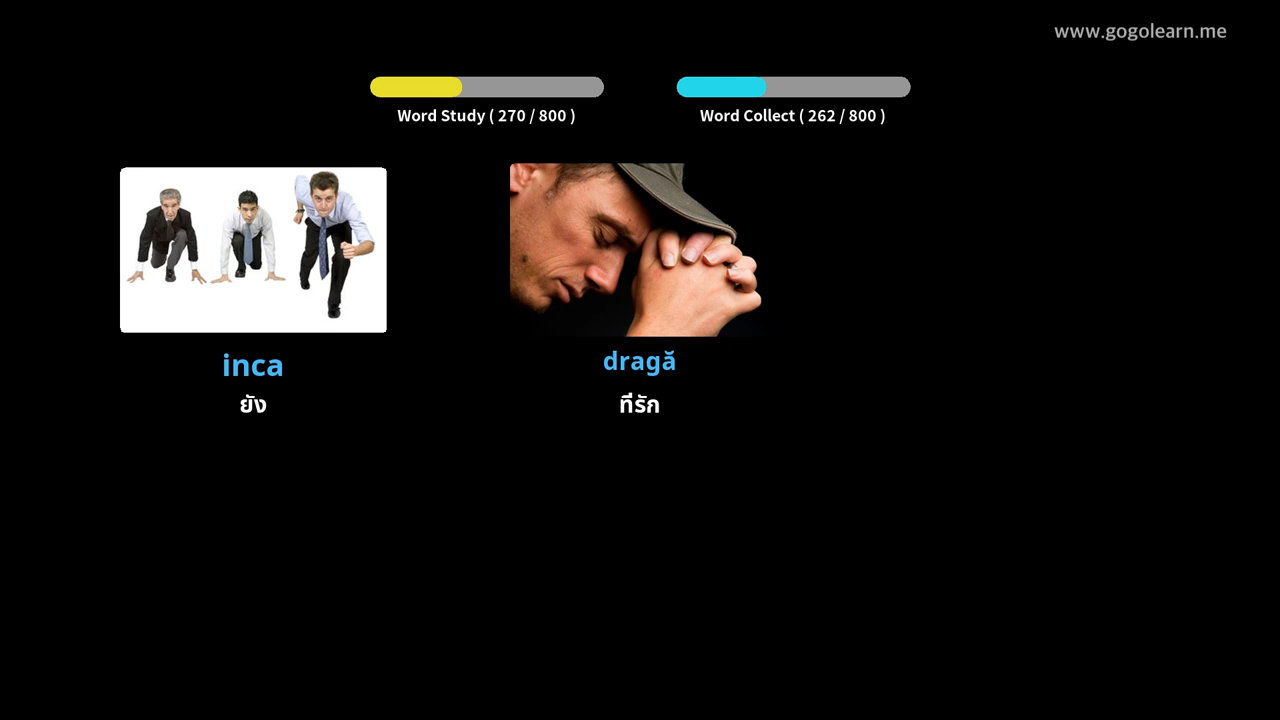 www.gogolearn.me
Word Study ( 270 / 800 )
Word Collect ( 262 / 800 )
inca
ยัง
dragă
ที่รัก